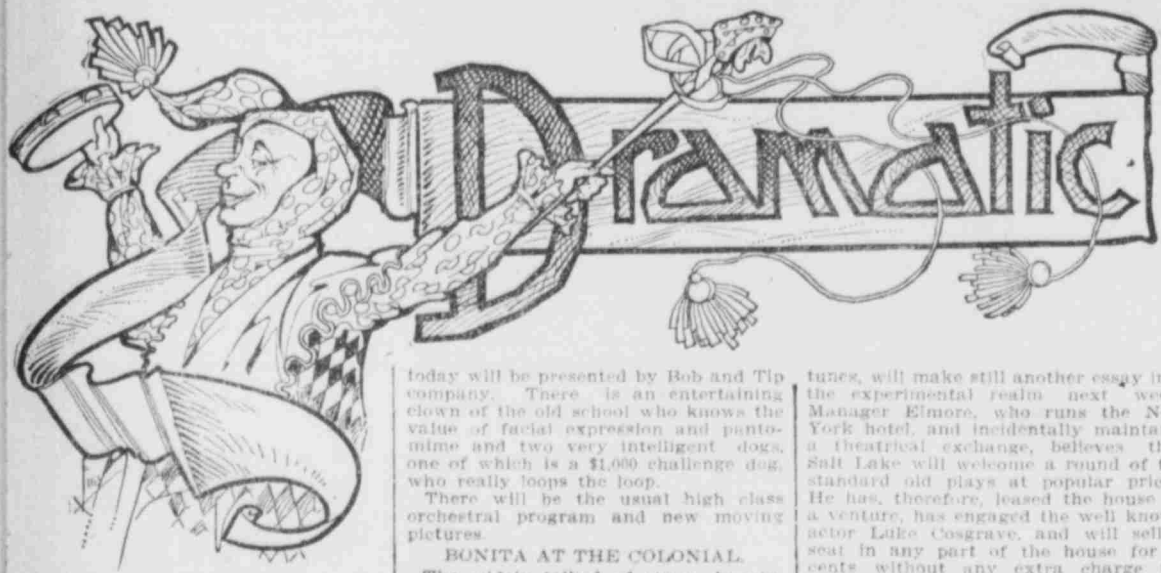 Dramatic
today will be presented by Bob and Tip
company. There is an entertaining
clown of the old school who knows the
value of facial expression and panto-
mime and two very intelligent dogs,
one of which is a $1,000 challenge dog,
who really loops the loop.
There will be the usual high class
orchestral program and new moving
pictures.
BONITA AT THE COLONIAL.
tunes, will make still another essay in
the experimental realm next
Manager Elmore, who runs the
York hotel, and incidentally
a theatrical exchange, believes
Salt Lake will welcome a round of
standard old plays at popular
He has, therefore, leased the house
a venture, has engaged the well
actor Luke Cosgrave, and will
seat in any part of the house for
cents without any extra charge